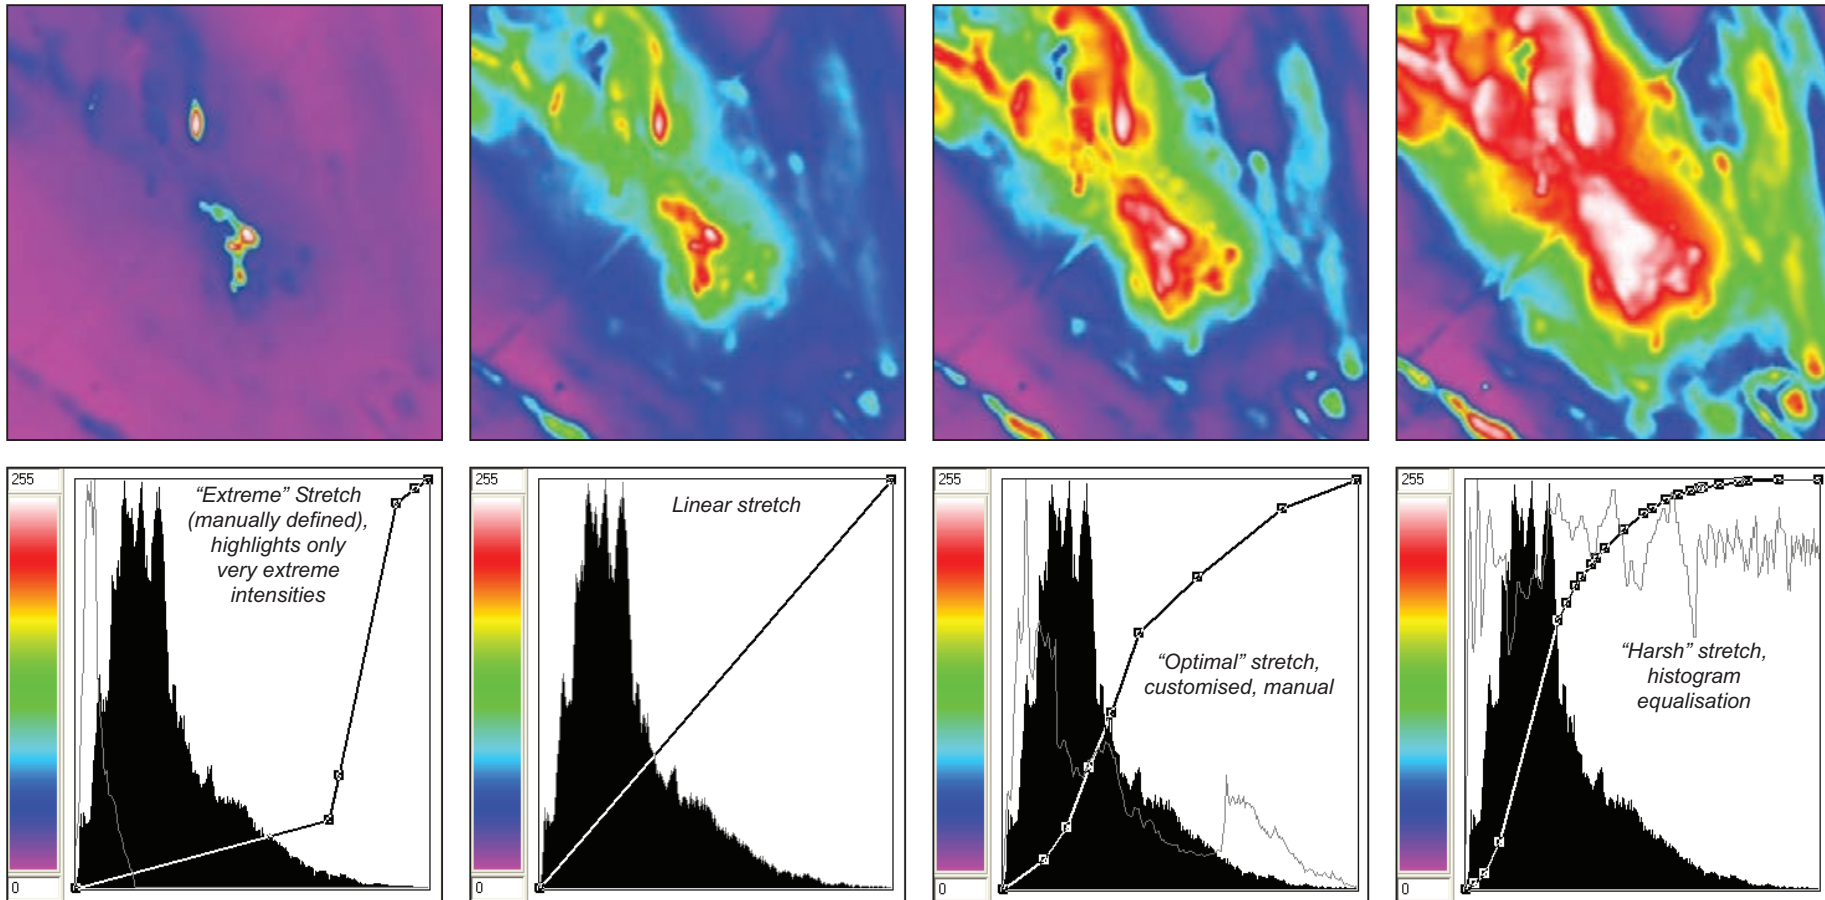 255
“Extreme” Stretch
(manually defined),
highlights only
very extreme
intensities
0
255
Linear stretch
0
255
“Optimal” stretch,
customised, manual
0
255
“Harsh” stretch,
histogram
equalisation
0